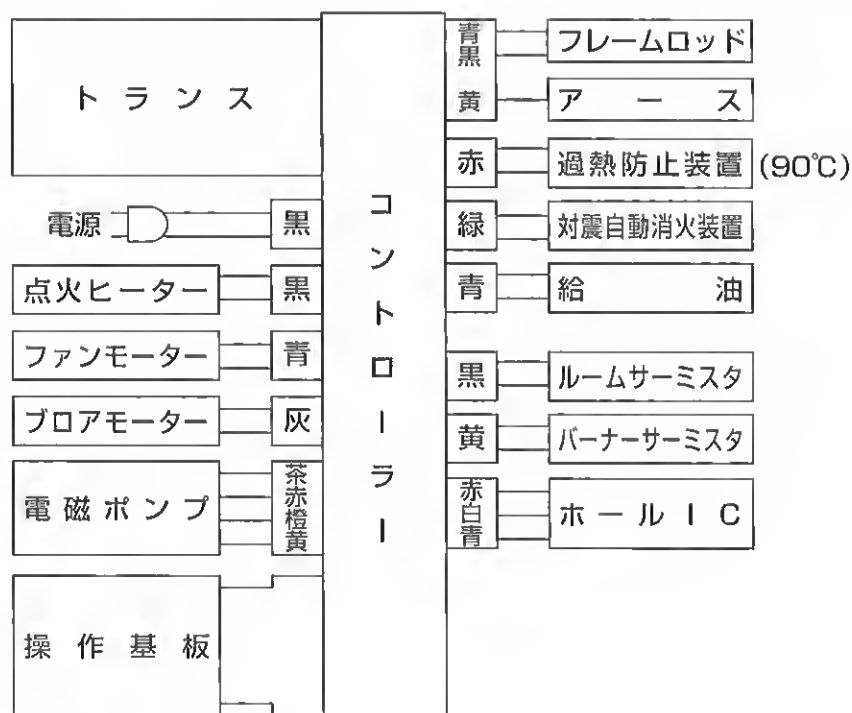 トランス
電源 黒
点火ヒーター 黒
ファンモーター 青
ブロアモーター 灰
電磁ポンプ 茶赤橙黄
操作基板
コントローラー
青黒 フレームロッド
黄 アース
赤 過熱防止装置 (90℃)
緑 対震自動消火装置
青 給油
黒 ルームサーミスタ
黄 バーナーサーミスタ
赤白青 ホールIC